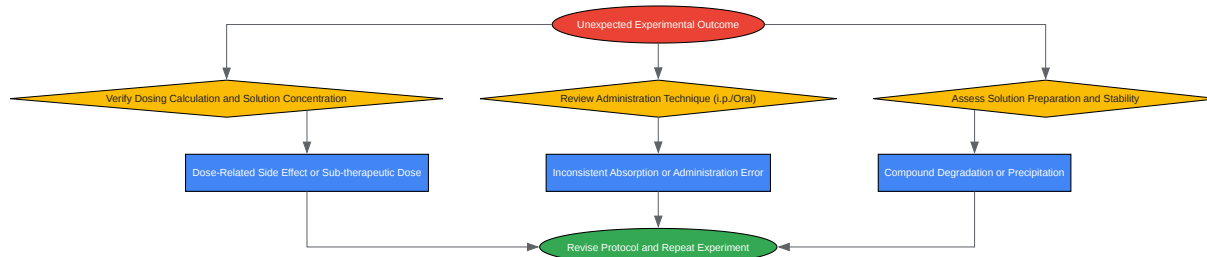 Unexpected Experimental Outcome
Verify Dosing Calculation and Solution Concentration
Review Administration Technique (i.p./Oral)
Assess Solution Preparation and Stability
Dose-Related Side Effect or Sub-therapeutic Dose
Inconsistent Absorption or Administration Error
Compound Degradation or Precipitation
Revise Protocol and Repeat Experiment